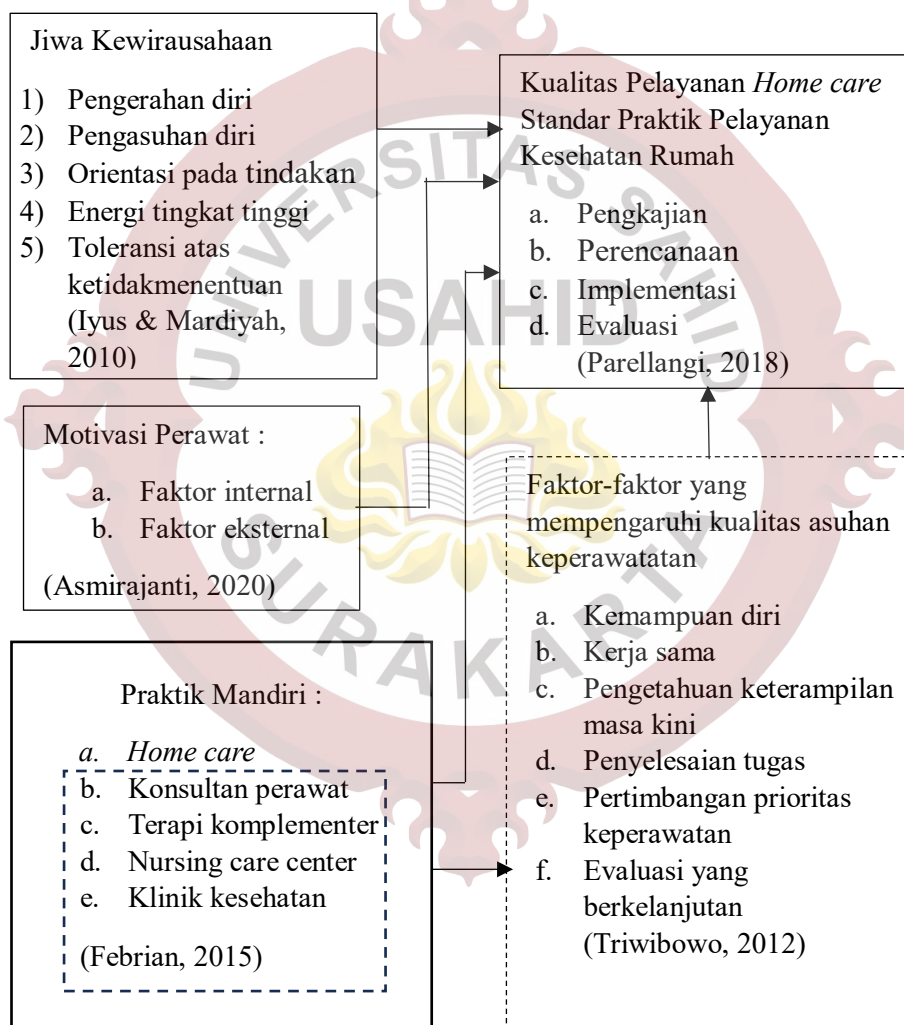 Jiwa Kewirausahaan
1) Pengerahan diri
2) Pengasuhan diri
3) Orientasi pada tindakan
4) Energi tingkat tinggi
5) Toleransi atas
ketidakmenentuan
(Iyus & Mardiyah,
2010)
Kualitas Pelayanan Home care
Standar Praktik Pelayanan
Kesehatan Rumah
a. Pengkajian
b. Perencanaan
c. Implementasi
d. Evaluasi
(Parellangi, 2018)
Motivasi Perawat :
a. Faktor internal
b. Faktor eksternal
(Asmirajanti, 2020)
Faktor-faktor yang
mempengaruhi kualitas asuhan
keperawatatan
a. Kemampuan diri
b. Kerja sama
c. Pengetahuan keterampilan
masa kini
d. Penyelesaian tugas
e. Pertimbangan prioritas
keperawatan
f. Evaluasi yang
berkelanjutan
(Triwibowo, 2012)
Praktik Mandiri :
a. Home care
b. Konsultan perawat
c. Terapi komplementer
d. Nursing care center
e. Klinik kesehatan
(Febrian, 2015)
UNIVERSITAS SAHID
USAHID
SURAKARTA